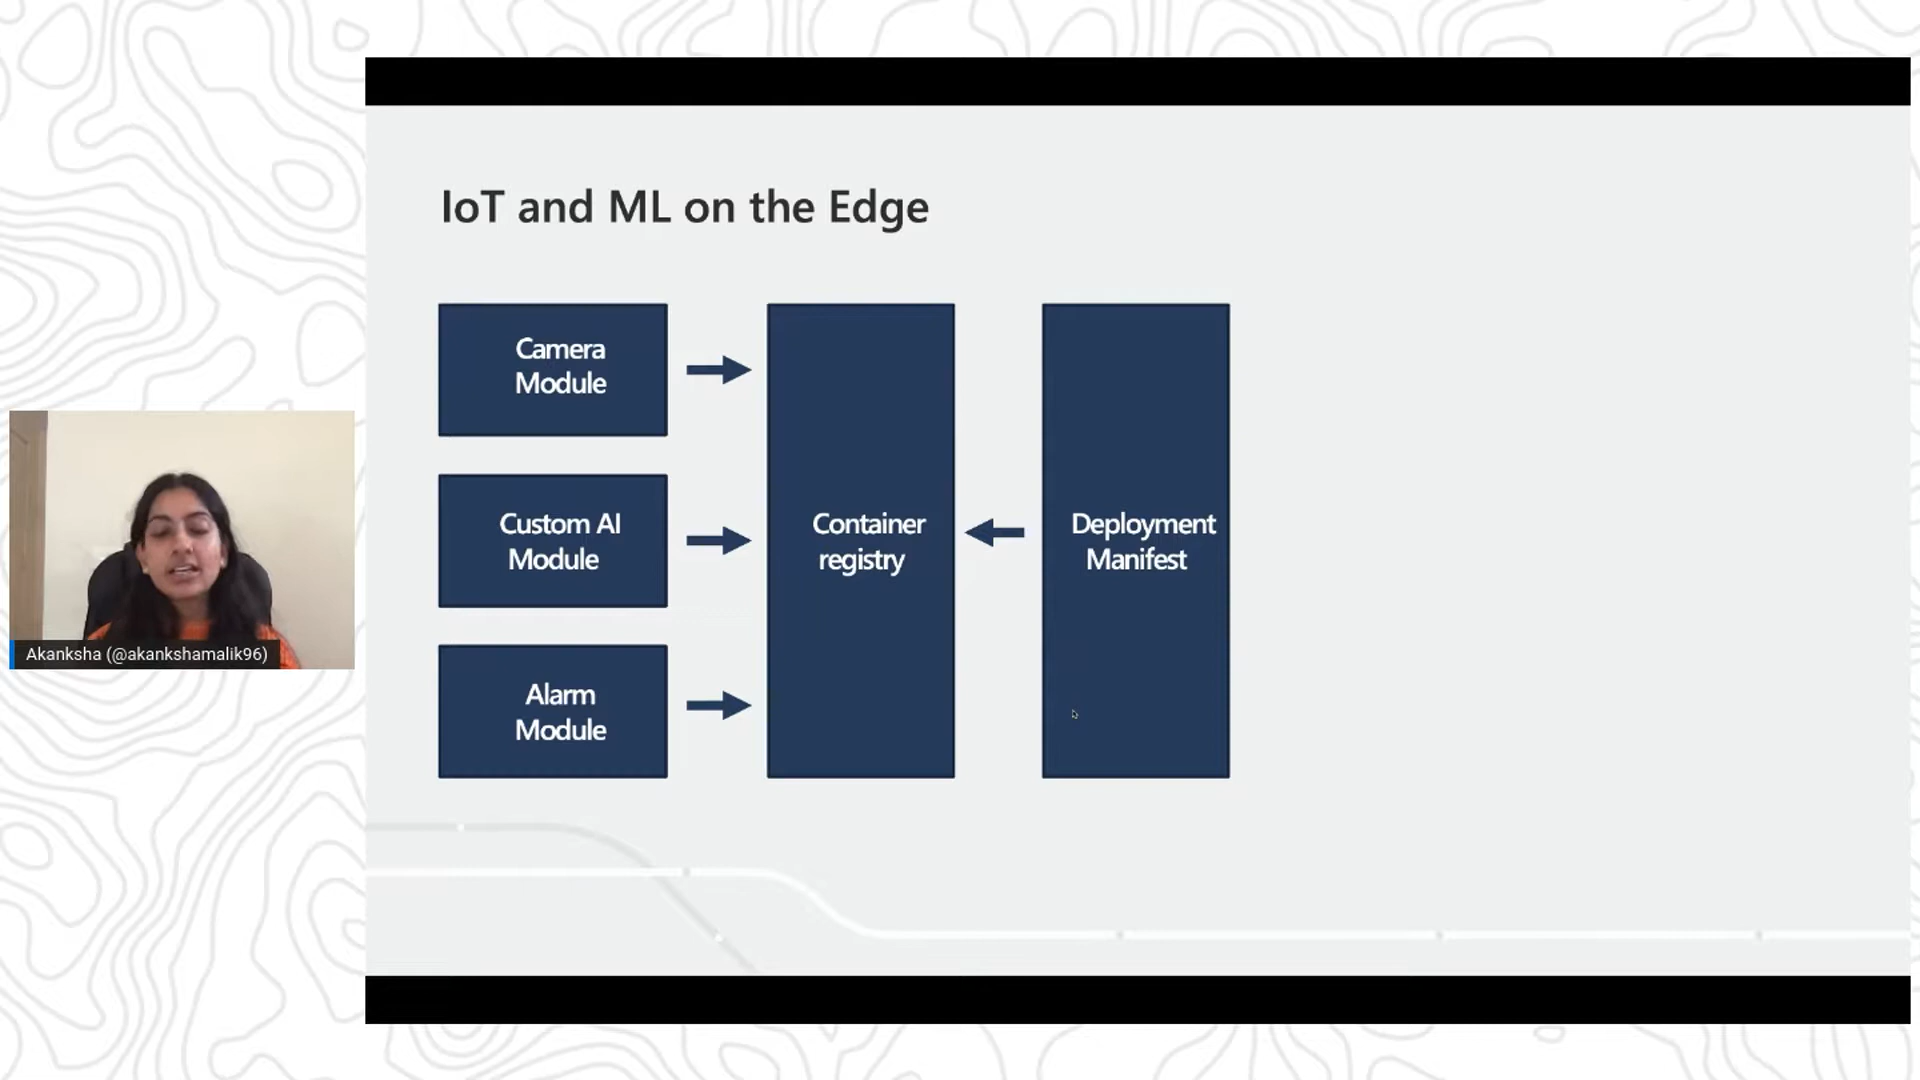 IoT and ML on the Edge
Camera
Module
Custom AI
Module
Alarm
Module
Container
registry
Deployment
Manifest
Akanksha (@akankshamalik96)